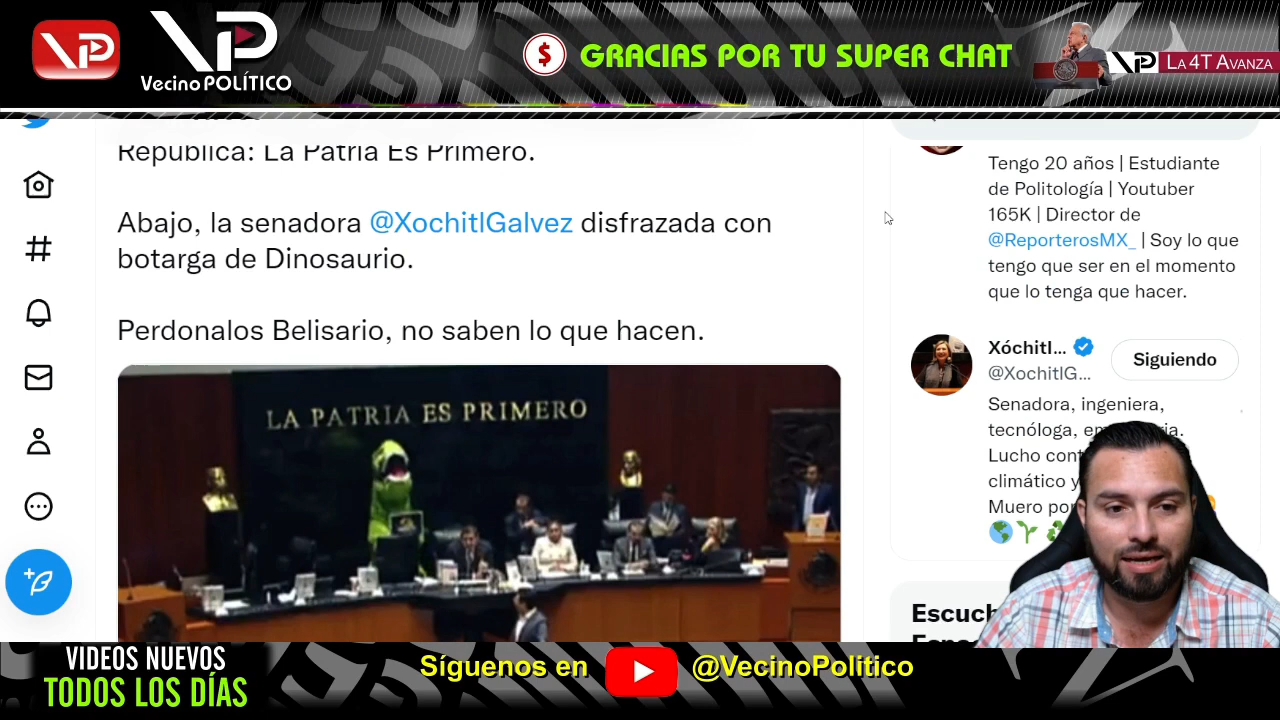 VP
VP
Vecino POLÍTICO
$ GRACIAS POR TU SUPER CHAT
VP LA 4T AVANZA
República: La Patria Es Primero.
Abajo, la senadora @XochitlGalvez disfrazada con
botarga de Dinosaurio.
Perdonalos Belisario, no saben lo que hacen.
LA PATRIA ES PRIMERO
Tengo 20 años | Estudiante
de Politología | Youtuber
165K | Director de
@ReporterosMX_ | Soy lo que
tengo que ser en el momento
que lo tenga que hacer.
Xóchitl...
Siguiendo
@XochitlG...
Senadora, ingeniera,
tecnóloga,
Lucho
climático y
Muero
VIDEOS NUEVOS
TODOS LOS DÍAS
Síguenos en @VecinoPolitico